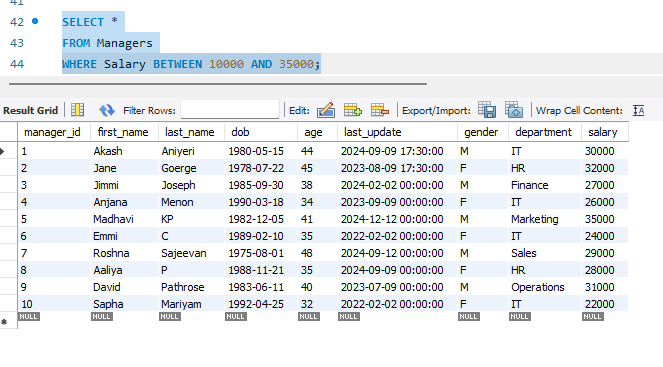 41
42 SELECT *
43 FROM Managers
44 WHERE Salary BETWEEN 10000 AND 35000;
Result Grid Filter Rows: Edit: Export/Import: Wrap Cell Content:
manager_id first_name last_name dob age last_update gender department salary
1 Akash Aniyeri 1980-05-15 44 2024-09-09 17:30:00 M IT 30000
2 Jane Goerge 1978-07-22 45 2023-08-09 17:30:00 F HR 32000
3 Jimmi Joseph 1985-09-30 38 2024-02-02 00:00:00 M Finance 27000
4 Anjana Menon 1990-03-18 34 2023-09-09 00:00:00 F IT 26000
5 Madhavi KP 1982-12-05 41 2024-12-12 00:00:00 M Marketing 35000
6 Emmi C 1989-02-10 35 2022-02-02 00:00:00 F IT 24000
7 Roshna Sajeevan 1975-08-01 48 2024-09-12 00:00:00 M Sales 29000
8 Aaliya P 1988-11-21 35 2024-09-09 00:00:00 F HR 28000
9 David Pathrose 1983-06-11 40 2023-07-09 00:00:00 M Operations 31000
10 Sapha Mariyam 1992-04-25 32 2022-02-02 00:00:00 F IT 22000
NULL NULL NULL NULL NULL NULL NULL NULL NULL